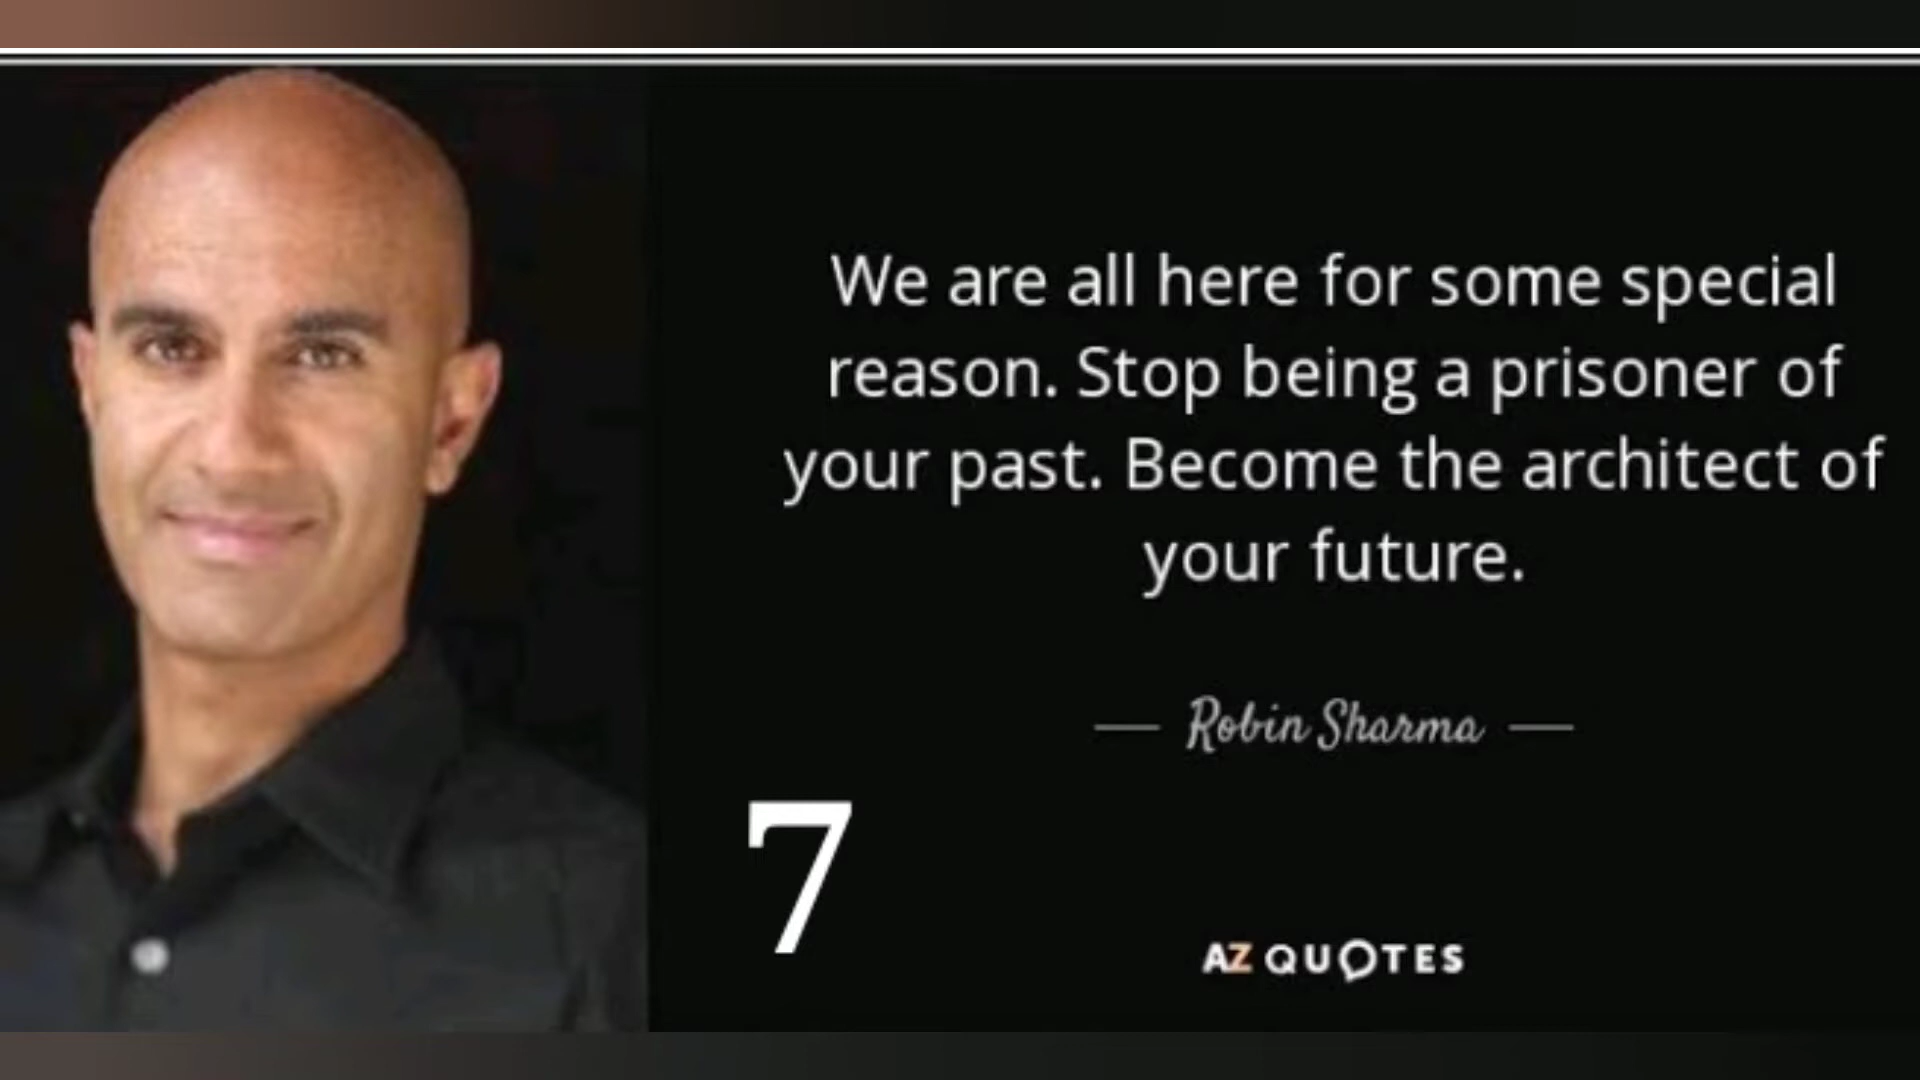 We are all here for some special
reason. Stop being a prisoner of
your past. Become the architect of
your future.
Robin Sharma
7
AZ QUOTES